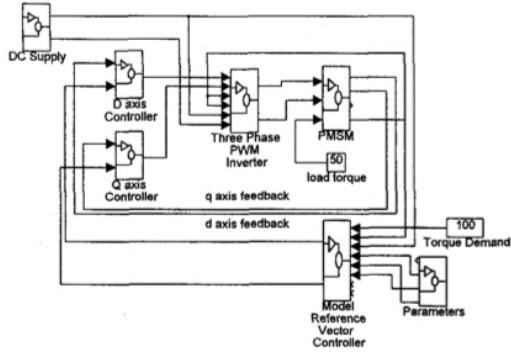 DC Supply
D axis
Controller
Q axis
Controller
Three Phase
PWM
Inverter
PMSM
50
load torque
q axis feedback
d axis feedback
100
Torque Demand
Model
Reference
Vector
Controller
Parameters